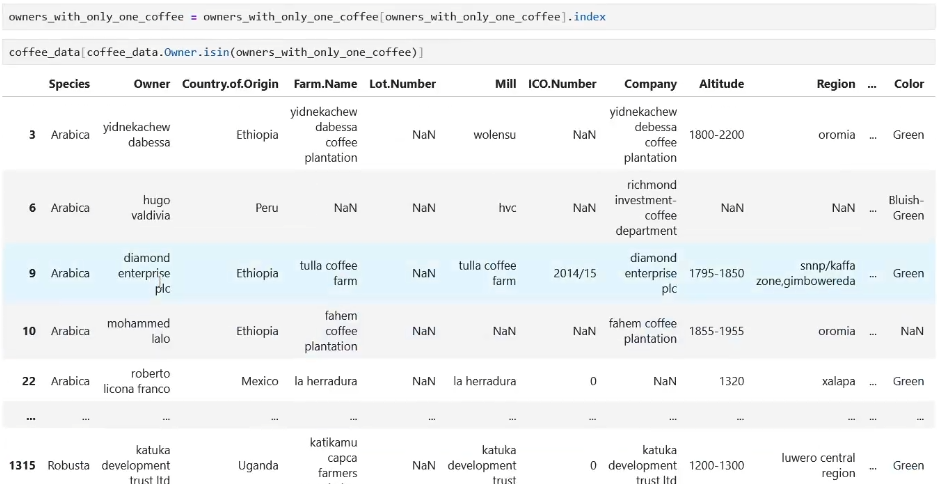 owners_with_only_one_coffee = owners_with_only_one_coffee[owners_with_only_one_coffee].index
coffee_data[coffee_data.Owner.isin(owners_with_only_one_coffee)]
Species Owner Country.of.Origin Farm.Name Lot.Number Mill ICO.Number Company Altitude Region ... Color
3 Arabica yidnekachew dabessa Ethiopia yidnekachew dabessa coffee plantation NaN wolensu NaN yidnekachew debessa coffee plantation 1800-2200 oromia ... Green
6 Arabica hugo valdivia Peru NaN NaN hvc NaN richmond investment-coffee department NaN NaN ... Bluish-Green
9 Arabica diamond enterprise plc Ethiopia tulla coffee farm NaN tulla coffee farm 2014/15 diamond enterprise plc 1795-1850 snnp/kaffa zone,gimbowereda ... Green
10 Arabica mohammed lalo Ethiopia fahem coffee plantation NaN NaN NaN fahem coffee plantation 1855-1955 oromia ... NaN
22 Arabica roberto licona franco Mexico la herradura NaN la herradura 0 NaN 1320 xalapa ... Green
... ... ... ... ... ... ... ... ... ... ... ... ...
1315 Robusta katuka development trust ltd Uganda katikamu capca farmers NaN katuka development trust 0 katuka development trust ltd 1200-1300 luwero central region ... Green